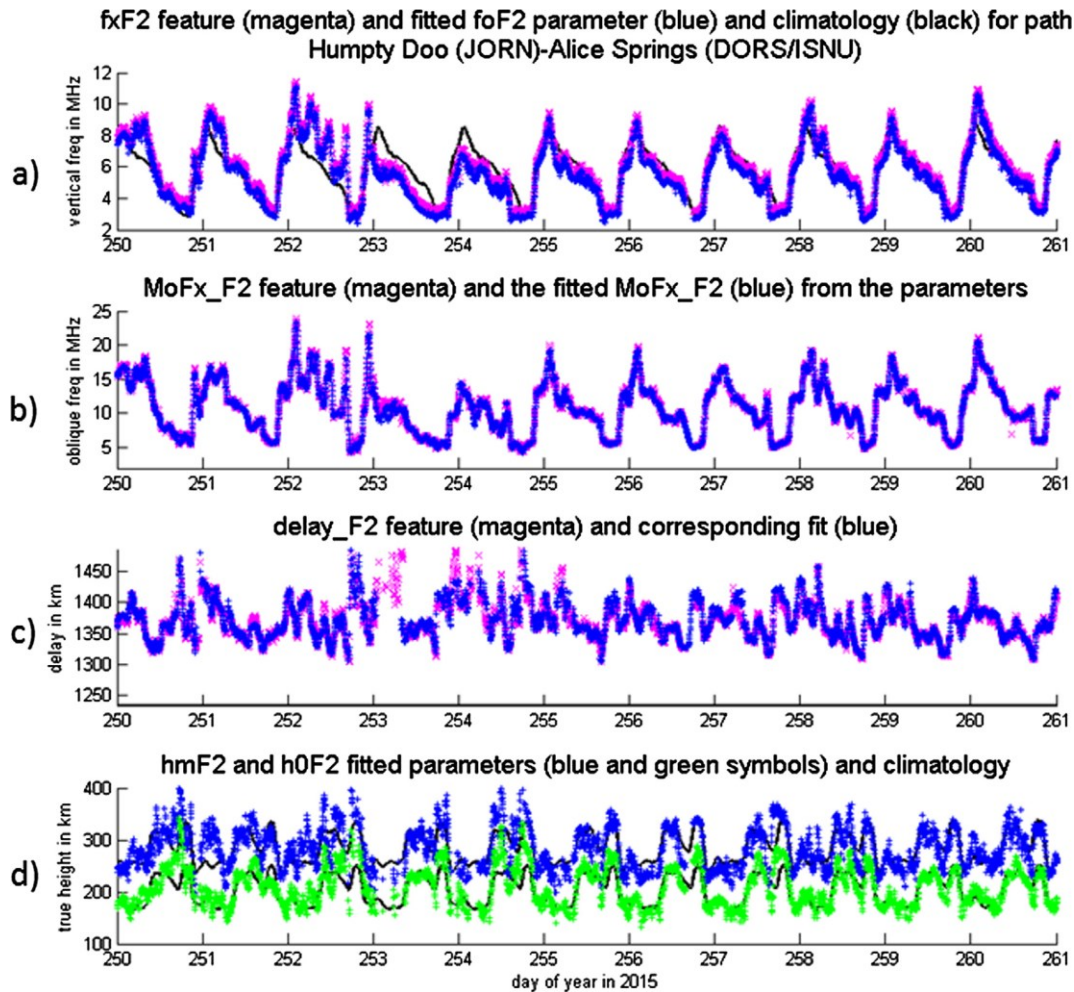 fxF2 feature (magenta) and fitted foF2 parameter (blue) and climatology (black) for path
Humpty Doo (JORN)-Alice Springs (DORS/ISNU)
a)
vertical freq in MHz
12
10
8
6
4
2
250 251 252 253 254 255 256 257 258 259 260 261
MoFx_F2 feature (magenta) and the fitted MoFx_F2 (blue) from the parameters
b)
oblique freq in MHz
25
20
15
10
5
250 251 252 253 254 255 256 257 258 259 260 261
delay_F2 feature (magenta) and corresponding fit (blue)
c)
delay in km
1450
1400
1350
1300
1250
250 251 252 253 254 255 256 257 258 259 260 261
hmF2 and h0F2 fitted parameters (blue and green symbols) and climatology
d)
true height in km
400
300
200
100
250 251 252 253 254 255 256 257 258 259 260 261
day of year in 2015